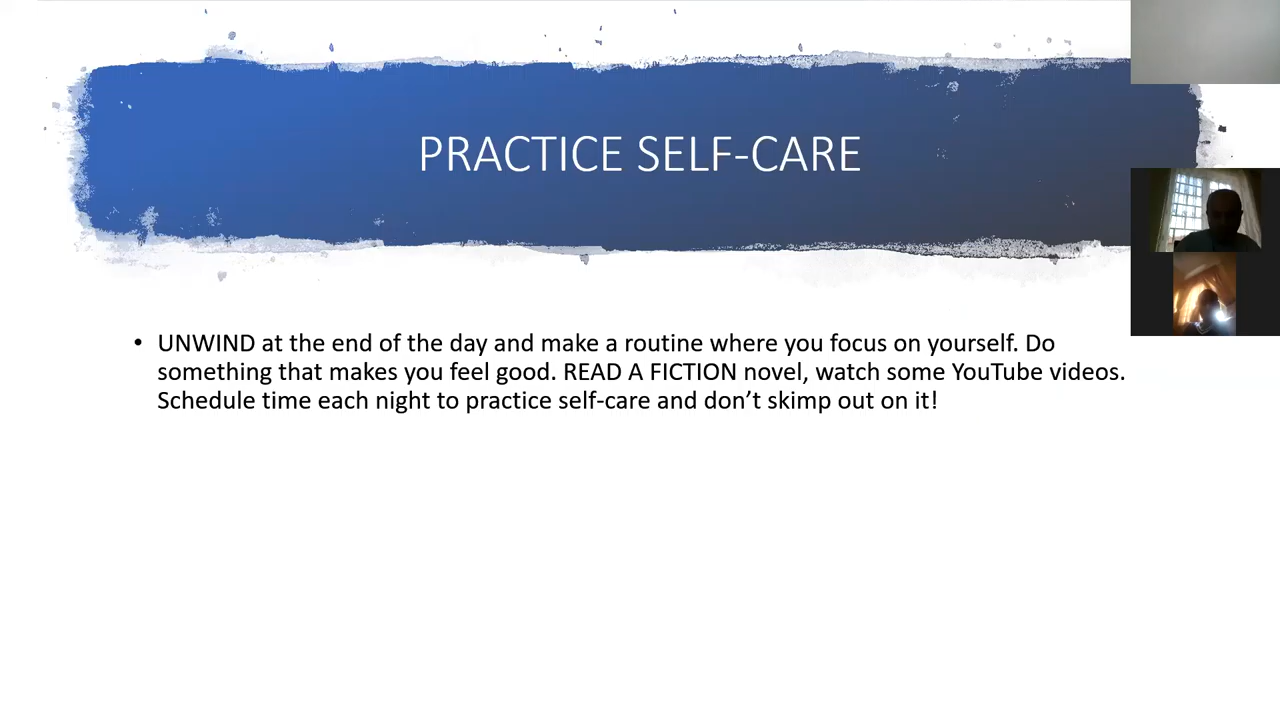 PRACTICE SELF-CARE
• UNWIND at the end of the day and make a routine where you focus on yourself. Do
something that makes you feel good. READ A FICTION novel, watch some YouTube videos.
Schedule time each night to practice self-care and don’t skimp out on it!